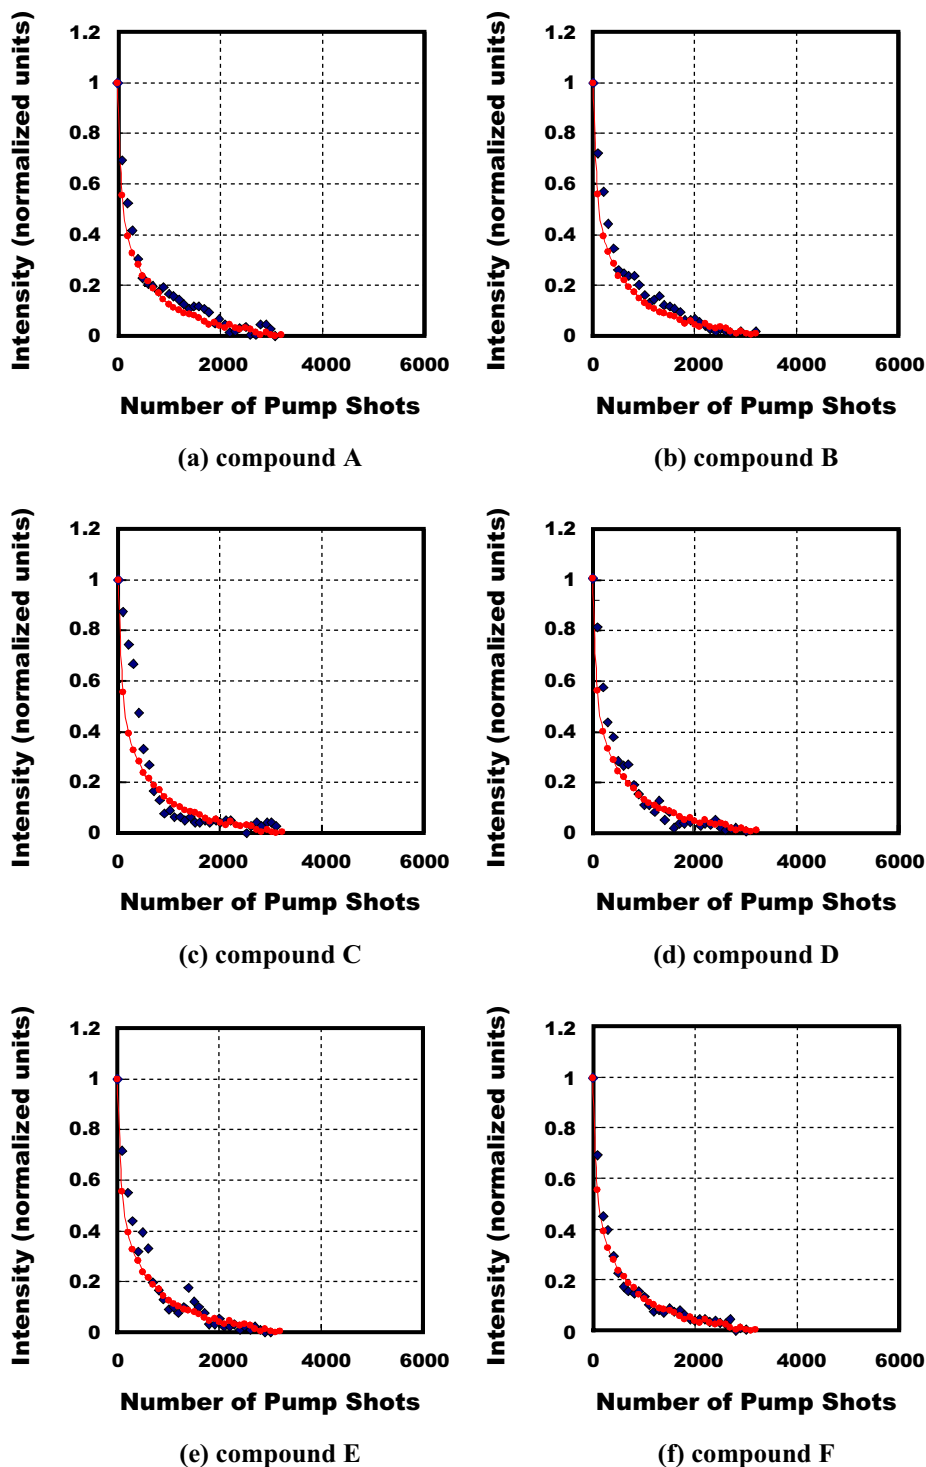 Intensity (normalized units)
1.2
1
0.8
0.6
0.4
0.2
0
0 2000 4000 6000
Number of Pump Shots
(a) compound A
Intensity (normalized units)
1.2
1
0.8
0.6
0.4
0.2
0
0 2000 4000 6000
Number of Pump Shots
(b) compound B
Intensity (normalized units)
1.2
1
0.8
0.6
0.4
0.2
0
0 2000 4000 6000
Number of Pump Shots
(c) compound C
Intensity (normalized units)
1.2
1
0.8
0.6
0.4
0.2
0
0 2000 4000 6000
Number of Pump Shots
(d) compound D
Intensity (normalized units)
1.2
1
0.8
0.6
0.4
0.2
0
0 2000 4000 6000
Number of Pump Shots
(e) compound E
Intensity (normalized units)
1.2
1
0.8
0.6
0.4
0.2
0
0 2000 4000 6000
Number of Pump Shots
(f) compound F